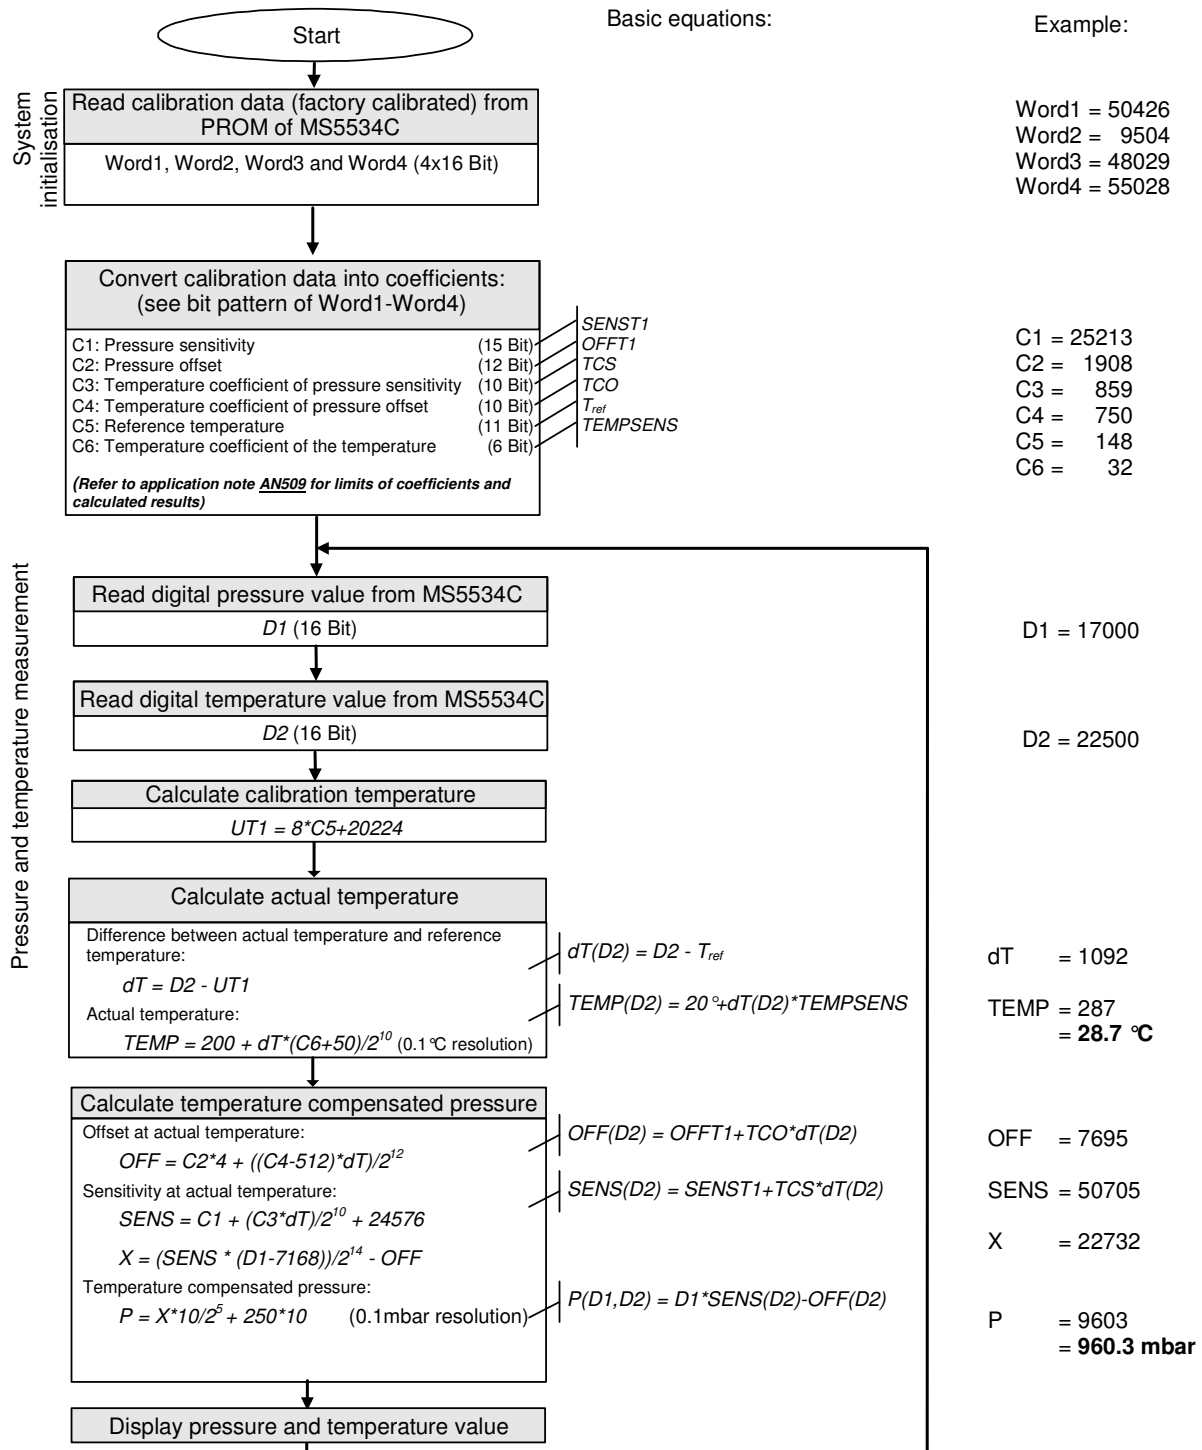 Basic equations:
Example:
Start
System
initialisation
Read calibration data (factory calibrated) from
PROM of MS5534C
Word1, Word2, Word3 and Word4 (4x16 Bit)
Word1 = 50426
Word2 = 9504
Word3 = 48029
Word4 = 55028
Convert calibration data into coefficients:
(see bit pattern of Word1-Word4)
C1: Pressure sensitivity (15 Bit)
C2: Pressure offset (12 Bit)
C3: Temperature coefficient of pressure sensitivity (10 Bit)
C4: Temperature coefficient of pressure offset (10 Bit)
C5: Reference temperature (11 Bit)
C6: Temperature coefficient of the temperature (6 Bit)
(Refer to application note AN509 for limits of coefficients and
calculated results)
SENST1
OFFT1
TCS
TCO
Tref
TEMPSENS
C1 = 25213
C2 = 1908
C3 = 859
C4 = 750
C5 = 148
C6 = 32
Pressure and temperature measurement
Read digital pressure value from MS5534C
D1 (16 Bit)
D1 = 17000
Read digital temperature value from MS5534C
D2 (16 Bit)
D2 = 22500
Calculate calibration temperature
UT1 = 8*C5+20224
Calculate actual temperature
Difference between actual temperature and reference
temperature:
dT = D2 - UT1
Actual temperature:
TEMP = 200 + dT*(C6+50)/2^10 (0.1°C resolution)
dT(D2) = D2 - Tref
TEMP(D2) = 20°+dT(D2)*TEMPSENS
dT = 1092
TEMP = 287
= 28.7 °C
Calculate temperature compensated pressure
Offset at actual temperature:
OFF = C2*4 + ((C4-512)*dT)/2^12
Sensitivity at actual temperature:
SENS = C1 + (C3*dT)/2^10 + 24576
X = (SENS * (D1-7168))/2^14 - OFF
Temperature compensated pressure:
P = X*10/2^5 + 250*10 (0.1mbar resolution)
OFF(D2) = OFFT1+TCO*dT(D2)
SENS(D2) = SENST1+TCS*dT(D2)
P(D1,D2) = D1*SENS(D2)-OFF(D2)
OFF = 7695
SENS = 50705
X = 22732
P = 9603
= 960.3 mbar
Display pressure and temperature value